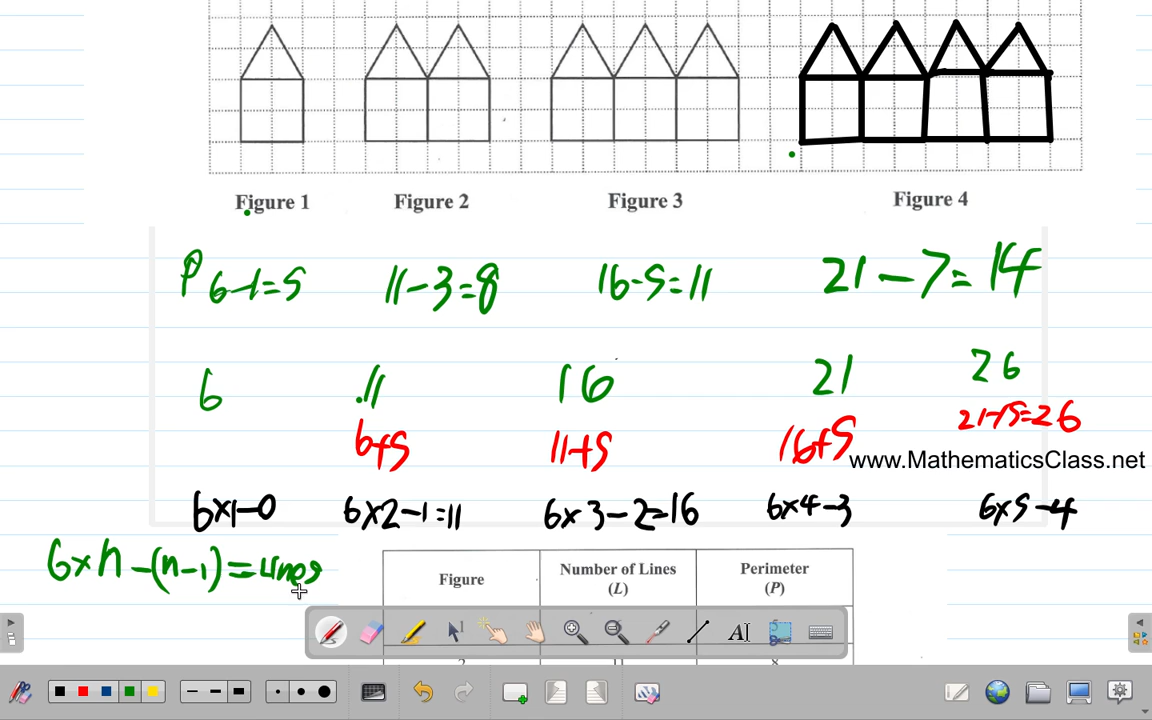 Figure 1 Figure 2 Figure 3 Figure 4
P 6-1=5 11-3=8 16-5=11 21-7=14
6 11 16 21 26
6+5 11+5 16+5 21+5=26
www.MathematicsClass.net
6×1-0 6×2-1=11 6×3-2=16 6×4-3 6×5-4
6×n-(n-1)=Lines
Figure Number of Lines Perimeter
(L) (P)